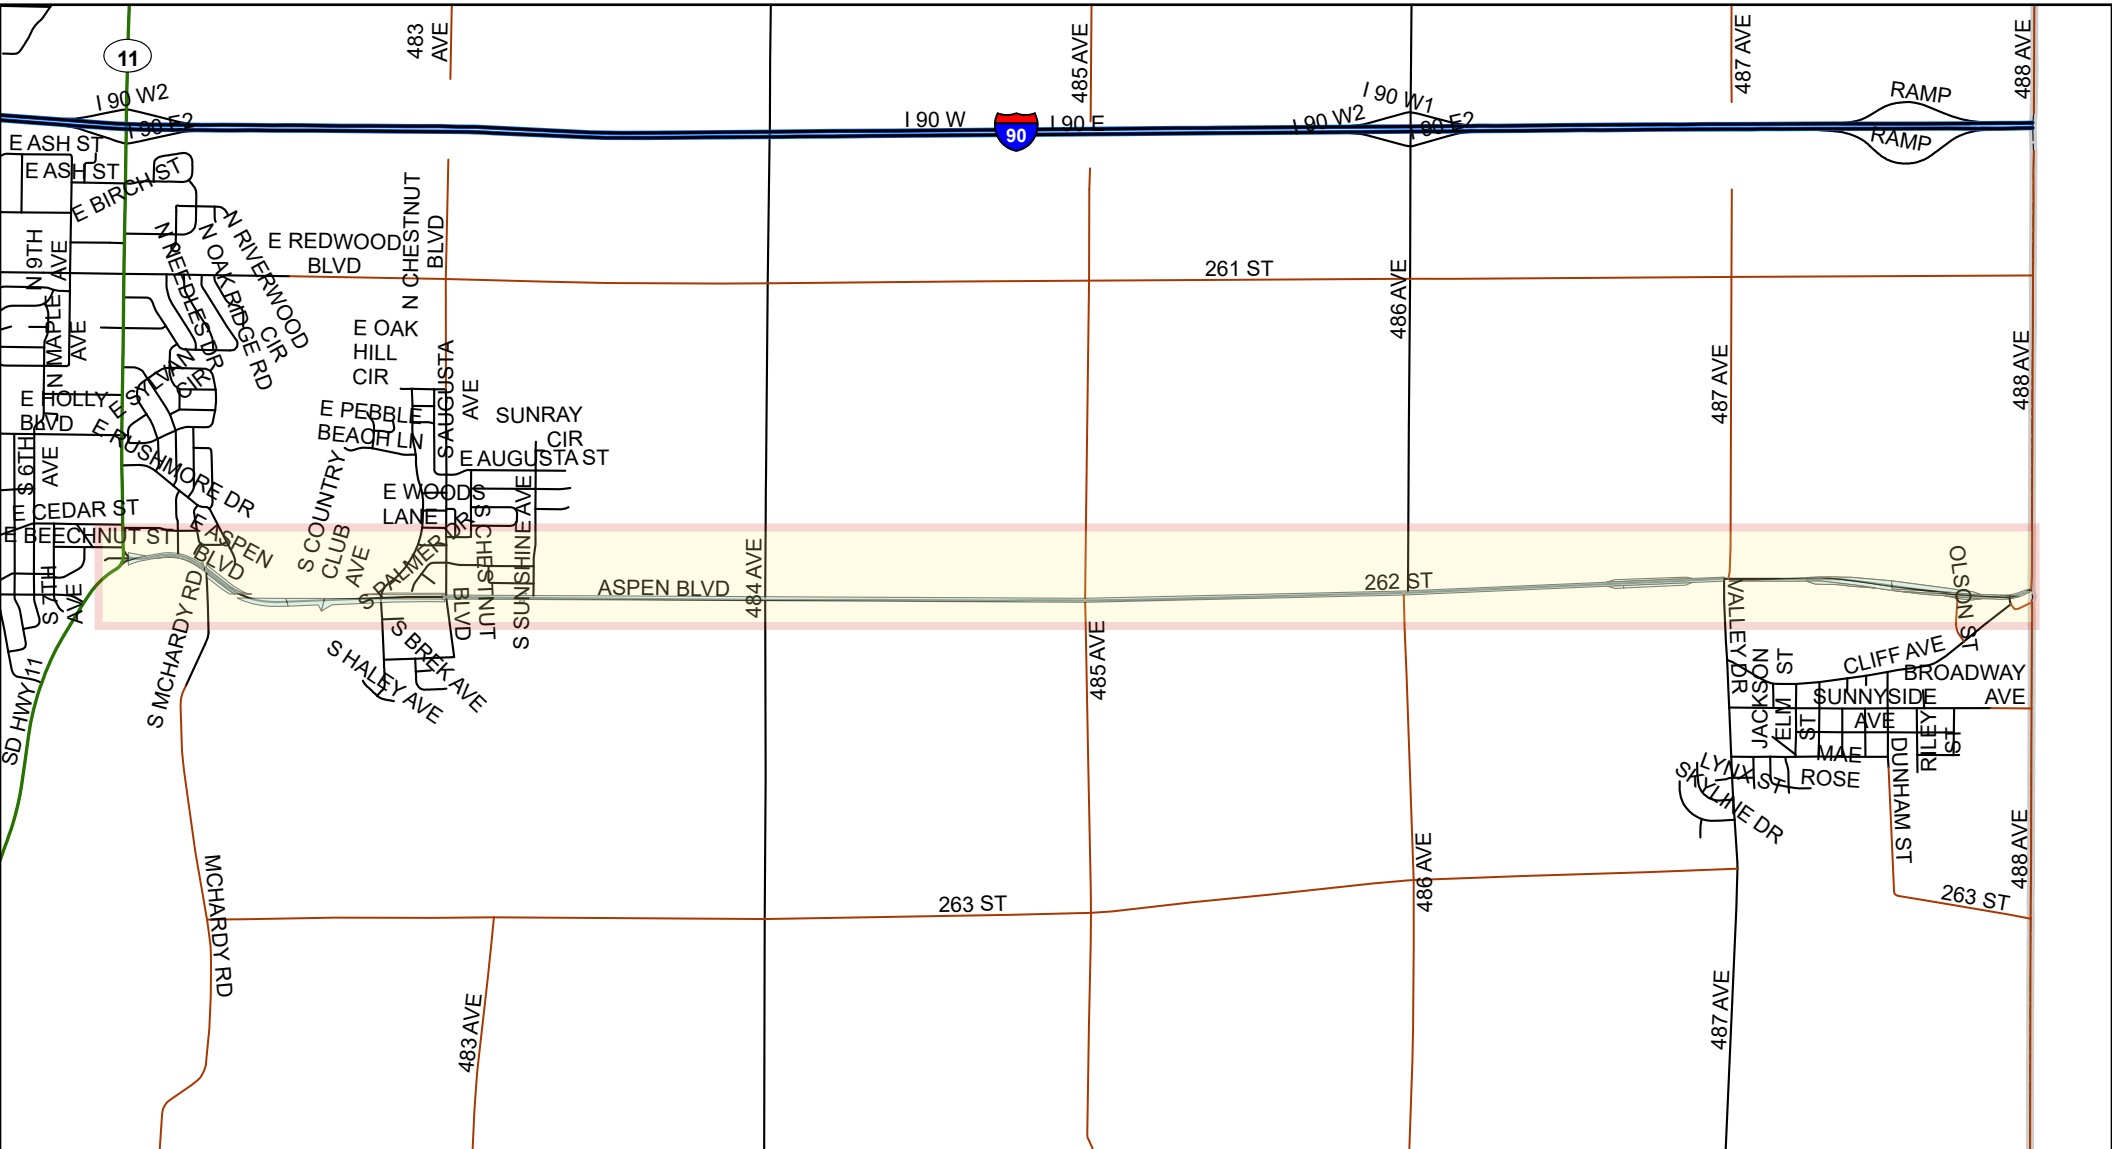 483
AVE
485 AVE
487 AVE
488 AVE
11
I 90 W2
I 90 E2
I 90 W
90
I 90 E
I 90 W2
I 90 W1
I 90 E2
RAMP
RAMP
E ASH ST
E ASH ST
E BIRCH ST
N 9TH
AVE
N MAPLE
AVE
N NEEDLES DR
N OAKRIDGE RD
N RIVERWOOD
CIR
E REDWOOD
BLVD
N CHESTNUT
BLVD
261 ST
486 AVE
487 AVE
488 AVE
E OAK
HILL
CIR
E SYLVAN
CIR
E HOLLY
BLVD
E RUSHMORE DR
E PEBBLE
BEACH LN
S AUGUSTA
AVE
SUNRAY
CIR
E AUGUSTA ST
S 6TH
AVE
E CEDAR ST
E BEECHNUT ST
E ASPEN
BLVD
S COUNTRY
CLUB
AVE
E WOODS
LANE
S PALMER DR
S CHESTNUT
BLVD
S SUNSHINE AVE
S
S 7TH
AVE
ASPEN BLVD
484 AVE
262 ST
OLSON ST
S MCHARDY RD
SD HWY 11
S BREK AVE
S HALEY AVE
485 AVE
VALLEY DR
JACKSON
ST
ELM
ST
CLIFF AVE
BROADWAY
AVE
SUNNYSIDE
AVE
RILEY
ST
MAE
ROSE
LYNX ST
SKYLINE DR
DUNHAM ST
488 AVE
263 ST
MCHARDY RD
263 ST
486 AVE
483 AVE
487 AVE